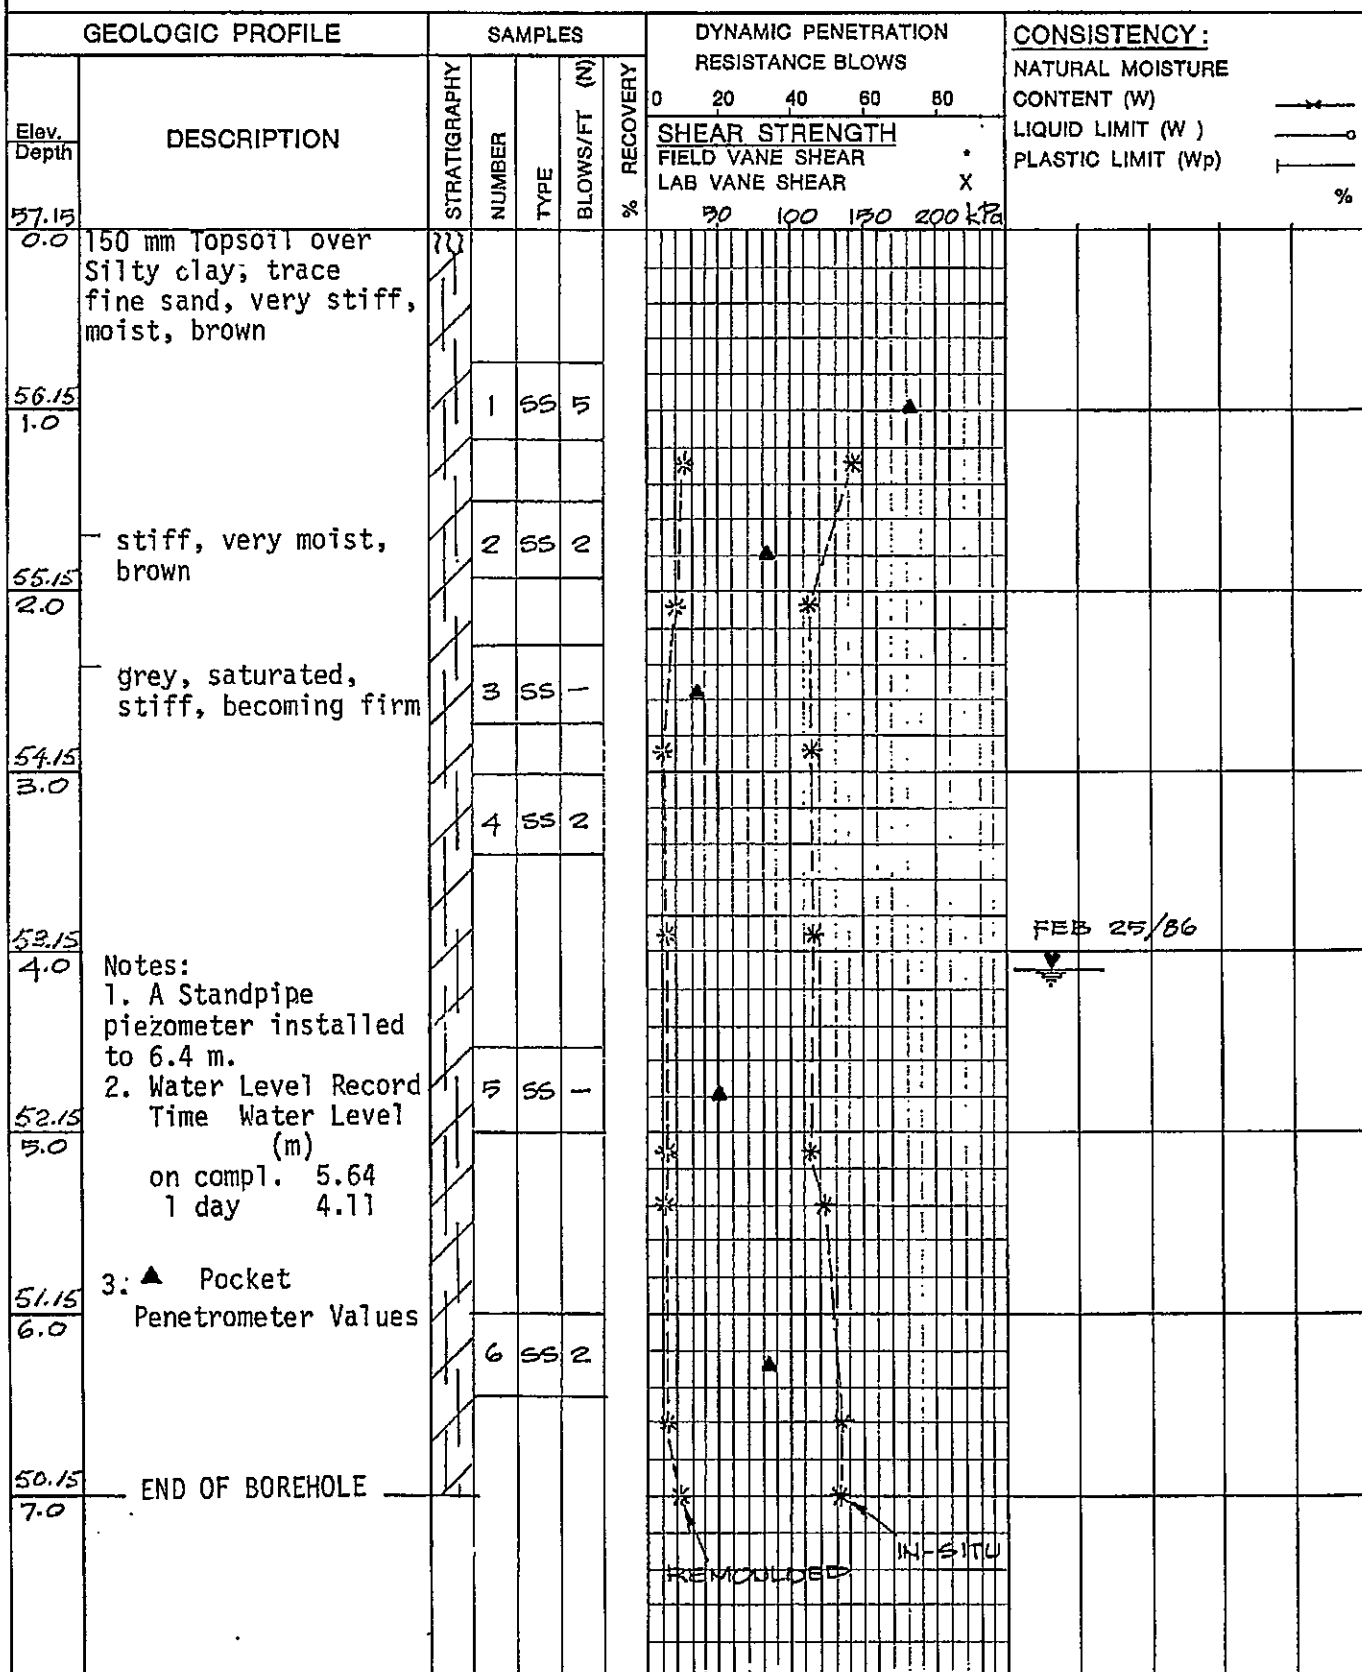 GEOLOGIC PROFILE
SAMPLES
DYNAMIC PENETRATION
RESISTANCE BLOWS
0 20 40 60 80
CONSISTENCY:
NATURAL MOISTURE
CONTENT (W)
LIQUID LIMIT (W )
PLASTIC LIMIT (Wp)
%
Elev.
Depth
DESCRIPTION
STRATIGRAPHY
NUMBER
TYPE
BLOWS/FT (N)
% RECOVERY
SHEAR STRENGTH
FIELD VANE SHEAR *
LAB VANE SHEAR X
50 100 150 200 kPa
57.15
0.0
150 mm Topsoil over
Silty clay; trace
fine sand, very stiff,
moist, brown
56.15
1.0
1 SS 5
stiff, very moist,
brown
2 SS 2
55.15
2.0
grey, saturated,
stiff, becoming firm
3 SS —
54.15
3.0
4 SS 2
53.15
4.0
FEB 25/86
Notes:
1. A Standpipe
piezometer installed
to 6.4 m.
2. Water Level Record
Time Water Level
(m)
on compl. 5.64
1 day 4.11
5 SS —
52.15
5.0
3. ▲ Pocket
Penetrometer Values
51.15
6.0
6 SS 2
50.15
7.0
END OF BOREHOLE
IN-SITU
REMOULDED